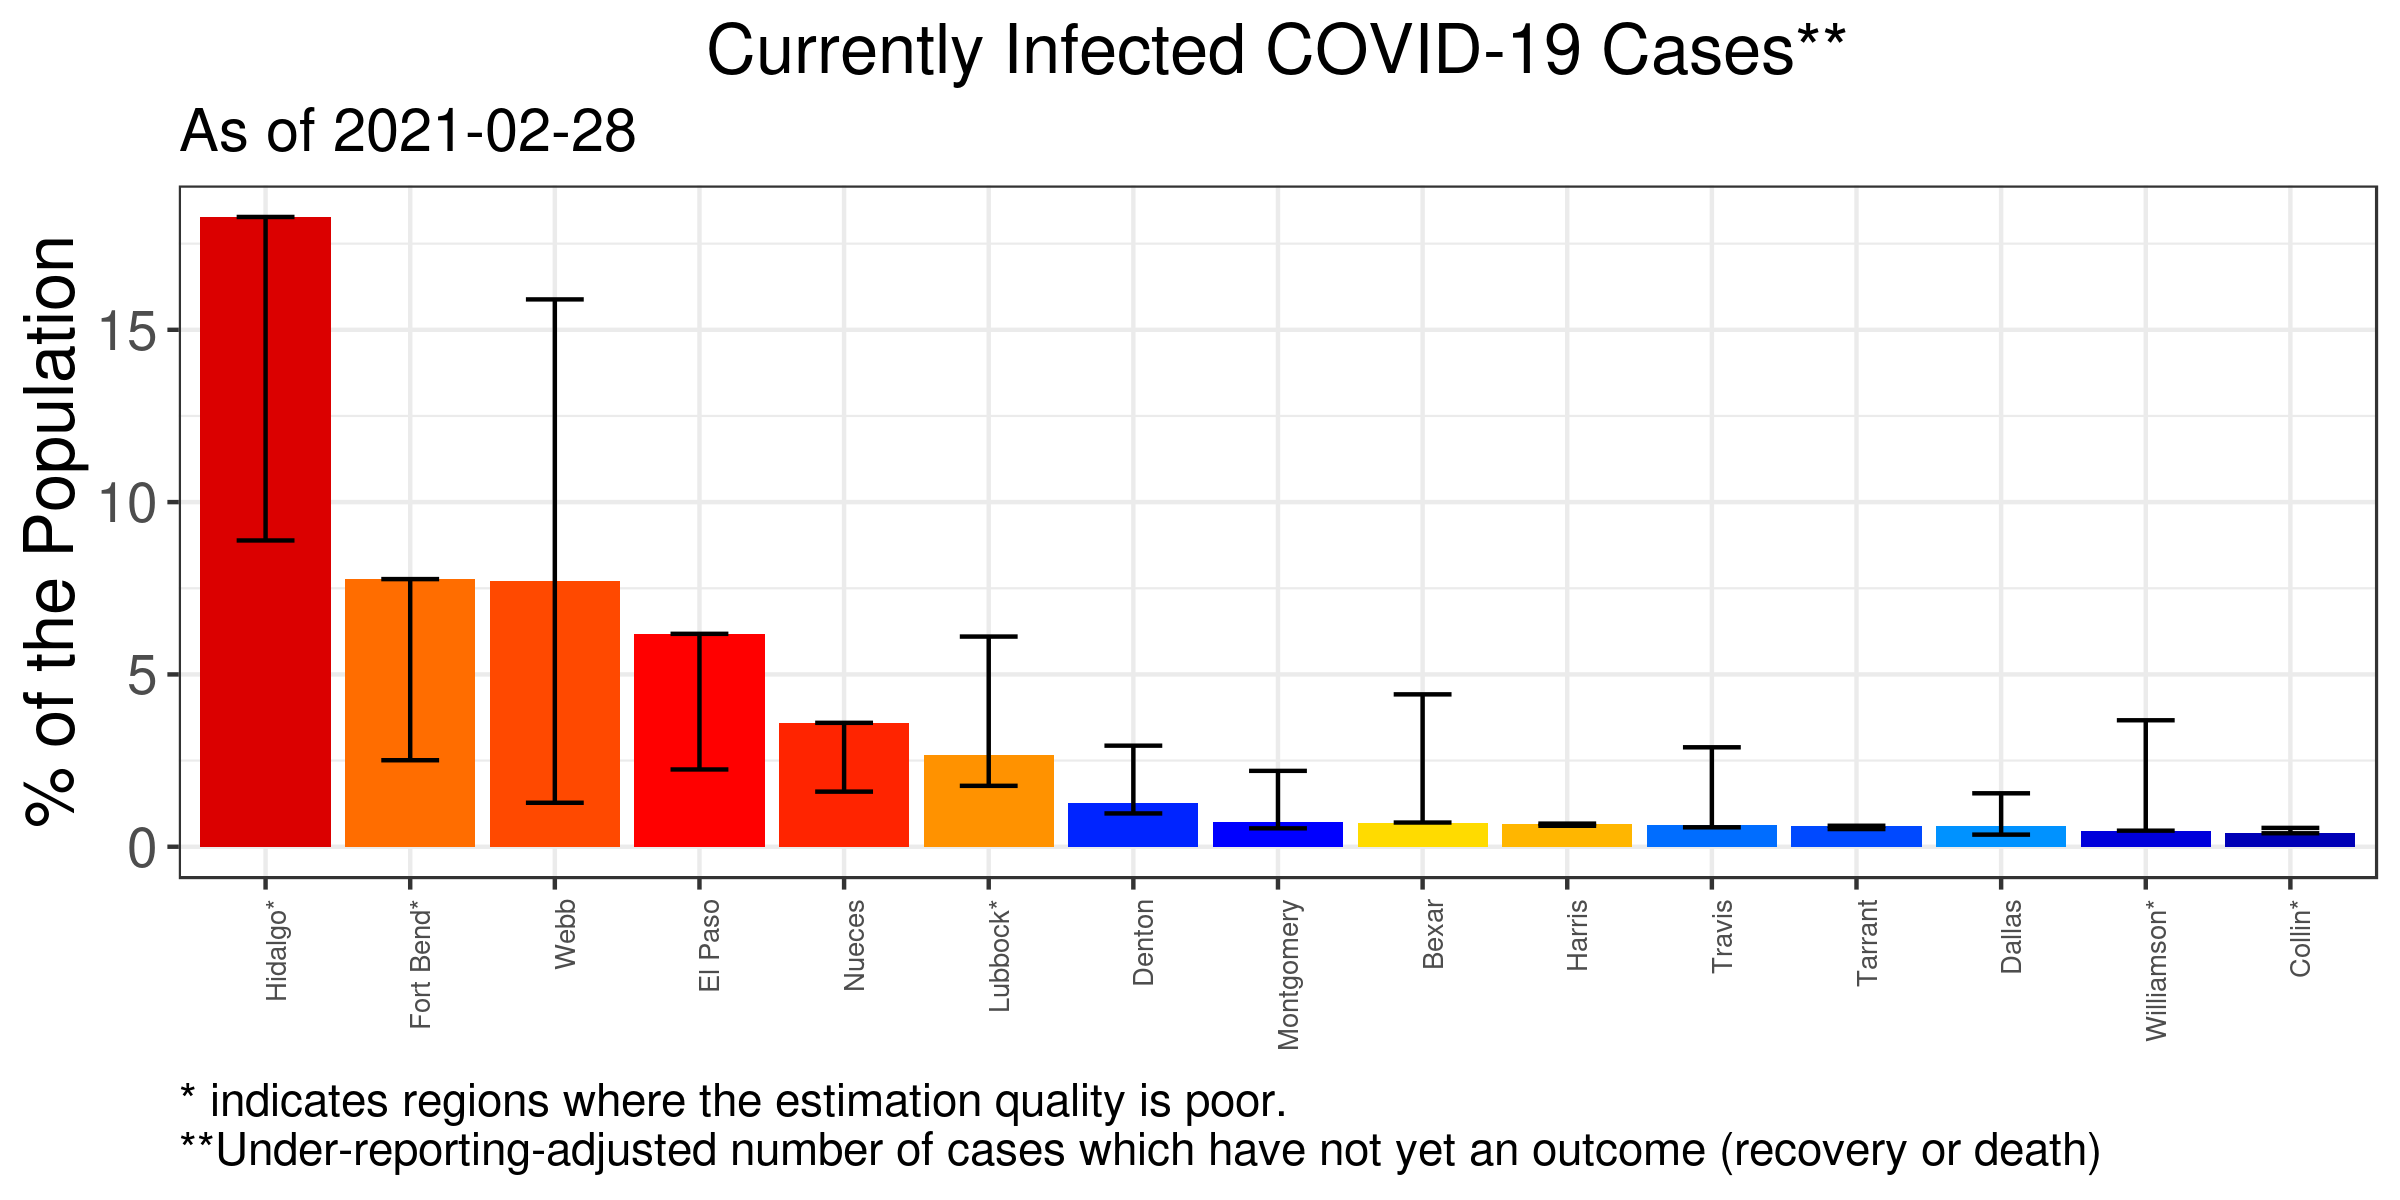 Currently Infected COVID-19 Cases**
As of 2021-02-28
% of the Population
15
10
5
0
Hidalgo*
Fort Bend*
Webb
El Paso
Nueces
Lubbock*
Denton
Montgomery
Bexar
Harris
Travis
Tarrant
Dallas
Williamson*
Collin*
* indicates regions where the estimation quality is poor.
**Under-reporting-adjusted number of cases which have not yet an outcome (recovery or death)